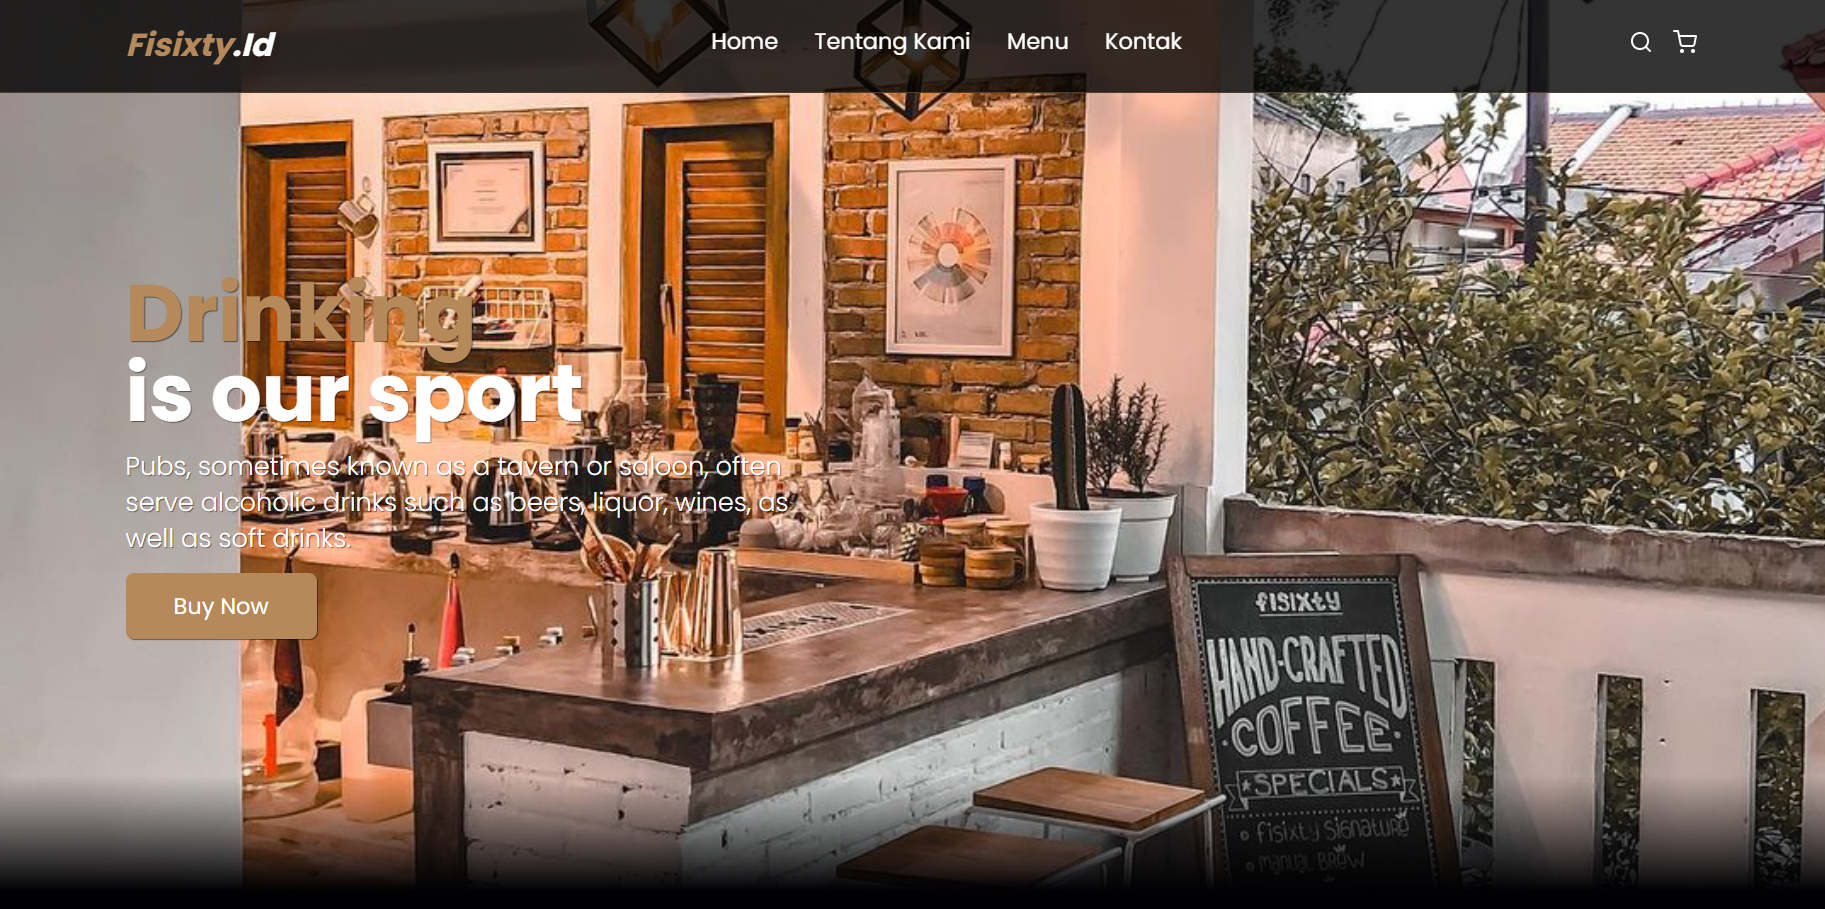 Fisixty.Id
Home Tentang Kami Menu Kontak
Drinking
is our sport
Pubs, sometimes known as a tavern or saloon, often
serve alcoholic drinks such as beers, liquor, wines, as
well as soft drinks.
Buy Now
fisixty
HAND-CRAFTED
COFFEE
SPECIALS
fisixty Signature
manual BREW